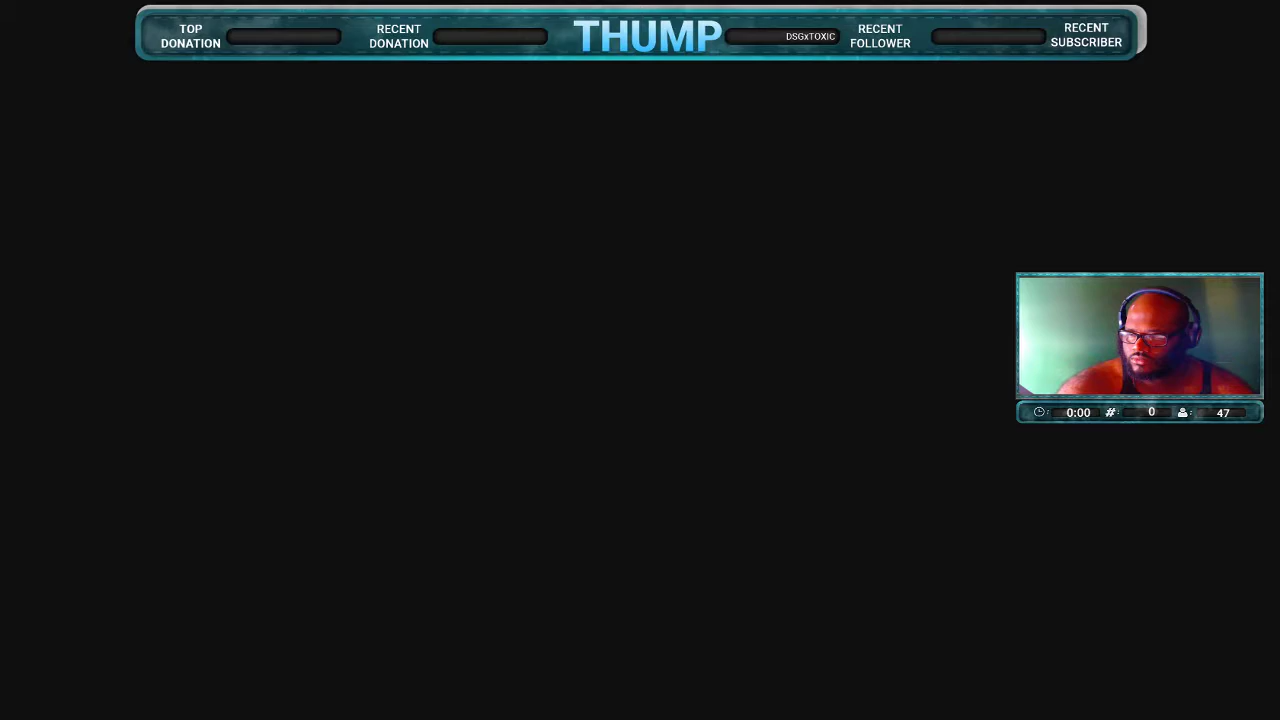 TOP
DONATION
RECENT
DONATION
THUMP
DSGxTOXIC
RECENT
FOLLOWER
RECENT
SUBSCRIBER
0:00
#:
0
47